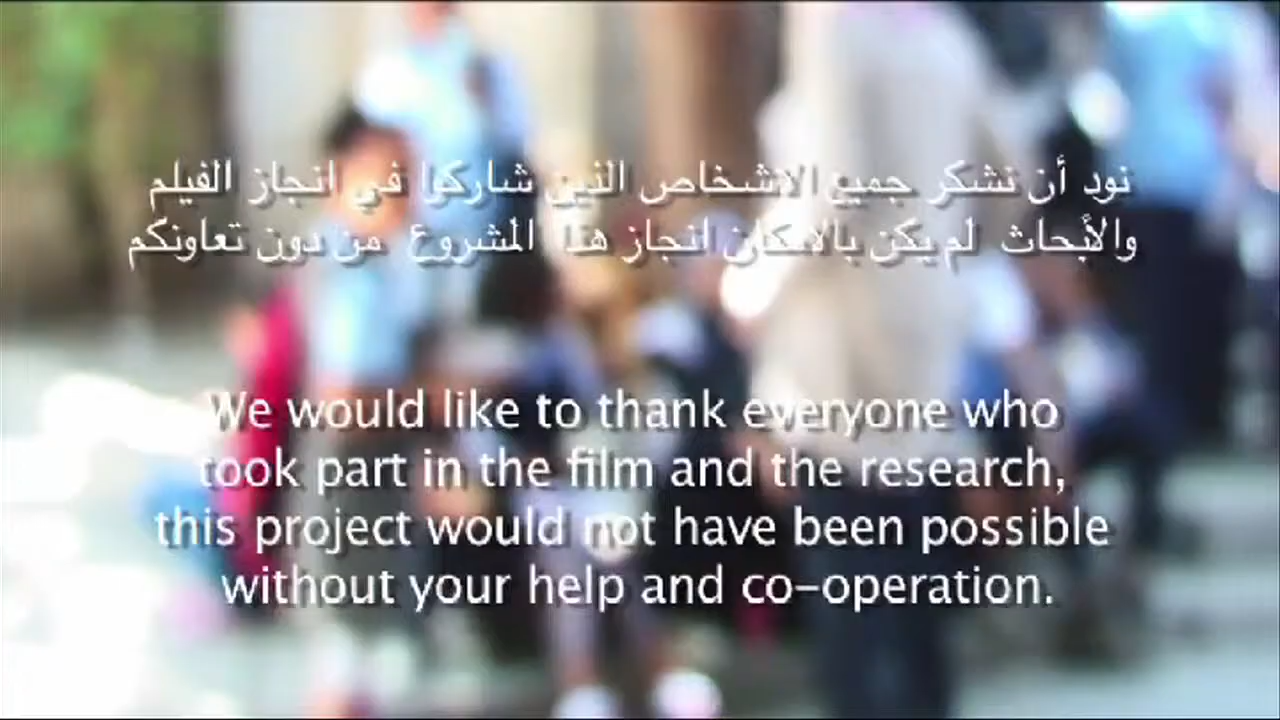 نود أن نشكر جميع الاشخاص الذين شاركوا في انجاز الفيلم
والأبحاث لم يكن بالامكان انجاز هذا المشروع من دون تعاونكم
We would like to thank everyone who
took part in the film and the research,
this project would not have been possible
without your help and co-operation.